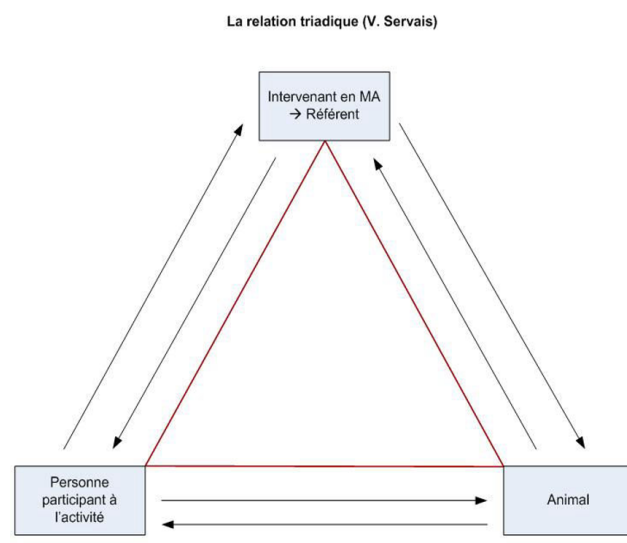 La relation triadique (V. Servais)
Intervenant en MA
→ Référent
Personne
participant à
l'activité
Animal